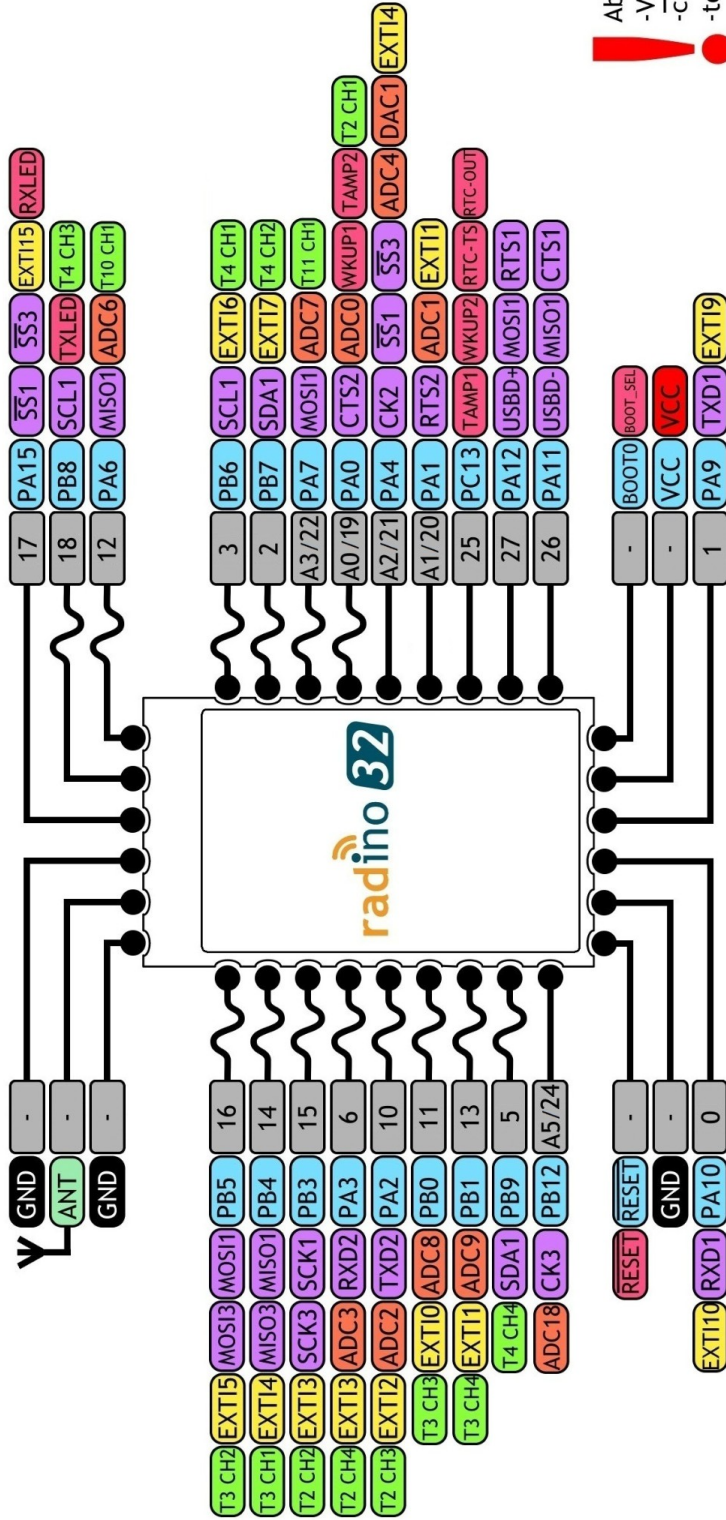 GND - 17 PA15 S̅S̅1 S̅S̅3 EXTI15 RXLED
ANT - 18 PB8 SCL1 TXLED T4 CH3
GND - 12 PA6 MISO1 ADC6 T10 CH1
T3 CH2 EXTI5 MOSI3 MOSI1 PB5 16 3 PB6 SCL1 EXTI6 T4 CH1
T3 CH1 EXTI4 MISO3 MISO1 PB4 14 2 PB7 SDA1 EXTI7 T4 CH2
T2 CH2 EXTI3 SCK3 SCK1 PB3 15 A3/22 PA7 MOSI1 ADC7 T11 CH1
T2 CH4 EXTI3 ADC3 RXD2 PA3 6 radino 32 A0/19 PA0 CTS2 ADC0 WKUP1 TAMP2 T2 CH1
T2 CH3 EXTI2 ADC2 TXD2 PA2 10 A2/21 PA4 CK2 S̅S̅1 S̅S̅3 ADC4 DAC1 EXTI4
T3 CH3 EXTI0 ADC8 PB0 11 A1/20 PA1 RTS2 ADC1 EXTI1
T3 CH4 EXTI1 ADC9 PB1 13 25 PC13 TAMP1 WKUP2 RTC-TS RTC-OUT
T4 CH4 SDA1 PB9 5 27 PA12 USBD+ MOSI1 RTS1
ADC18 CK3 PB12 A5/24 26 PA11 USBD- MISO1 CTS1
R̅E̅S̅E̅T̅ R̅E̅S̅E̅T̅ - - BOOT0 BOOT_SEL
GND - - VCC VCC
EXTI10 RXD1 PA10 0 1 PA9 TXD1 EXTI9